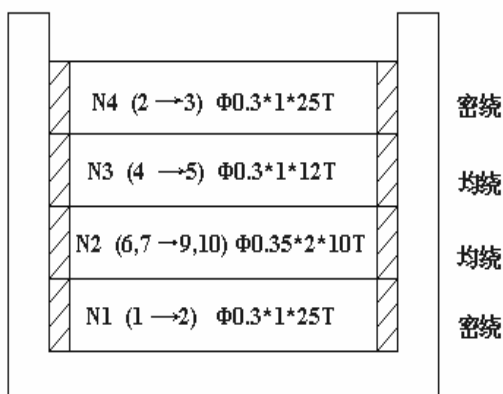 N4 (2 →3) Φ0.3*1*25T 密绕
N3 (4 →5) Φ0.3*1*12T 均绕
N2 (6,7 →9,10) Φ0.35*2*10T 均绕
N1 (1 →2) Φ0.3*1*25T 密绕